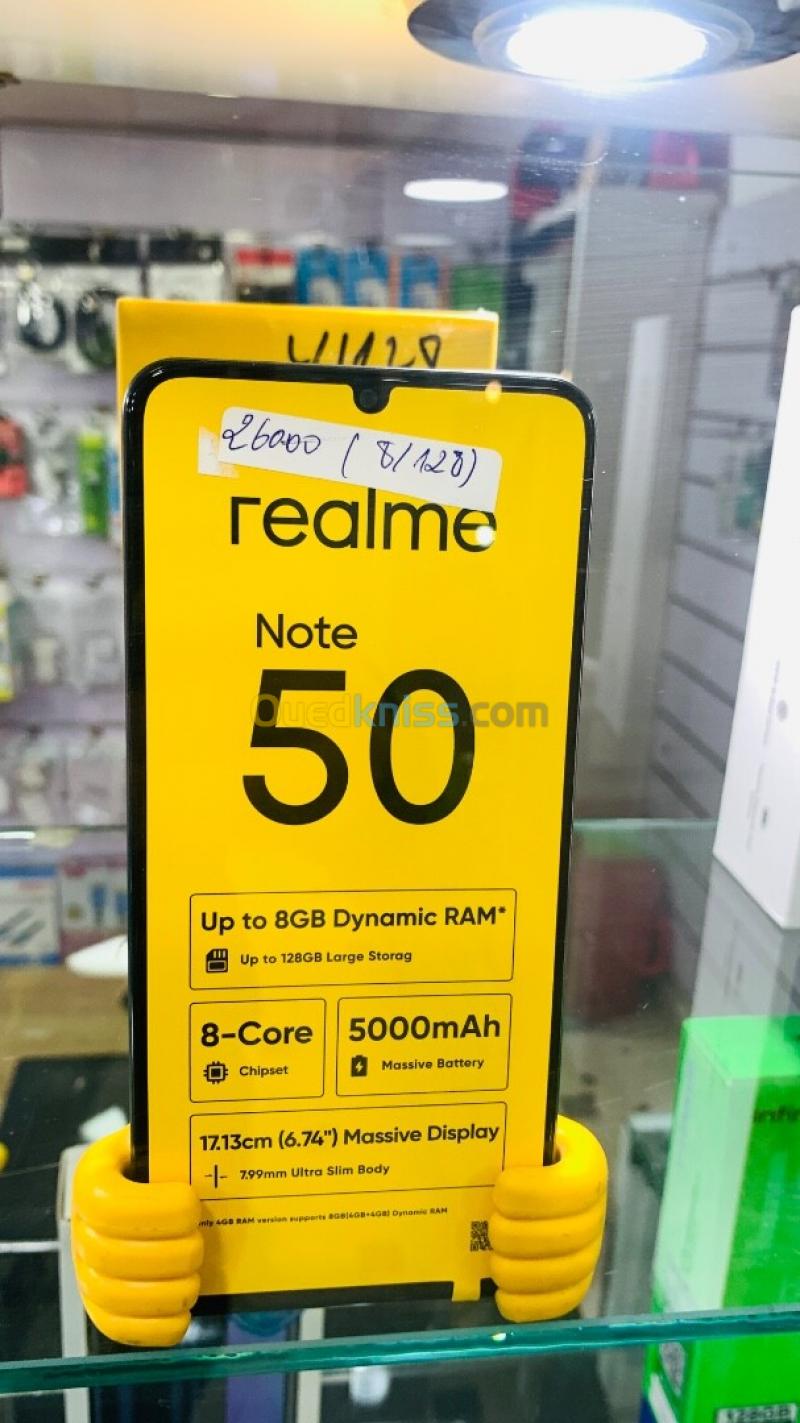 4/128
26000 (8/128)
realme
Note
50
Ouedkniss.com
Up to 8GB Dynamic RAM*
Up to 128GB Large Storag
8-Core
Chipset
5000mAh
Massive Battery
17.13cm (6.74") Massive Display
7.99mm Ultra Slim Body
only 4GB RAM version supports 8GB(4GB+4GB) Dynamic RAM